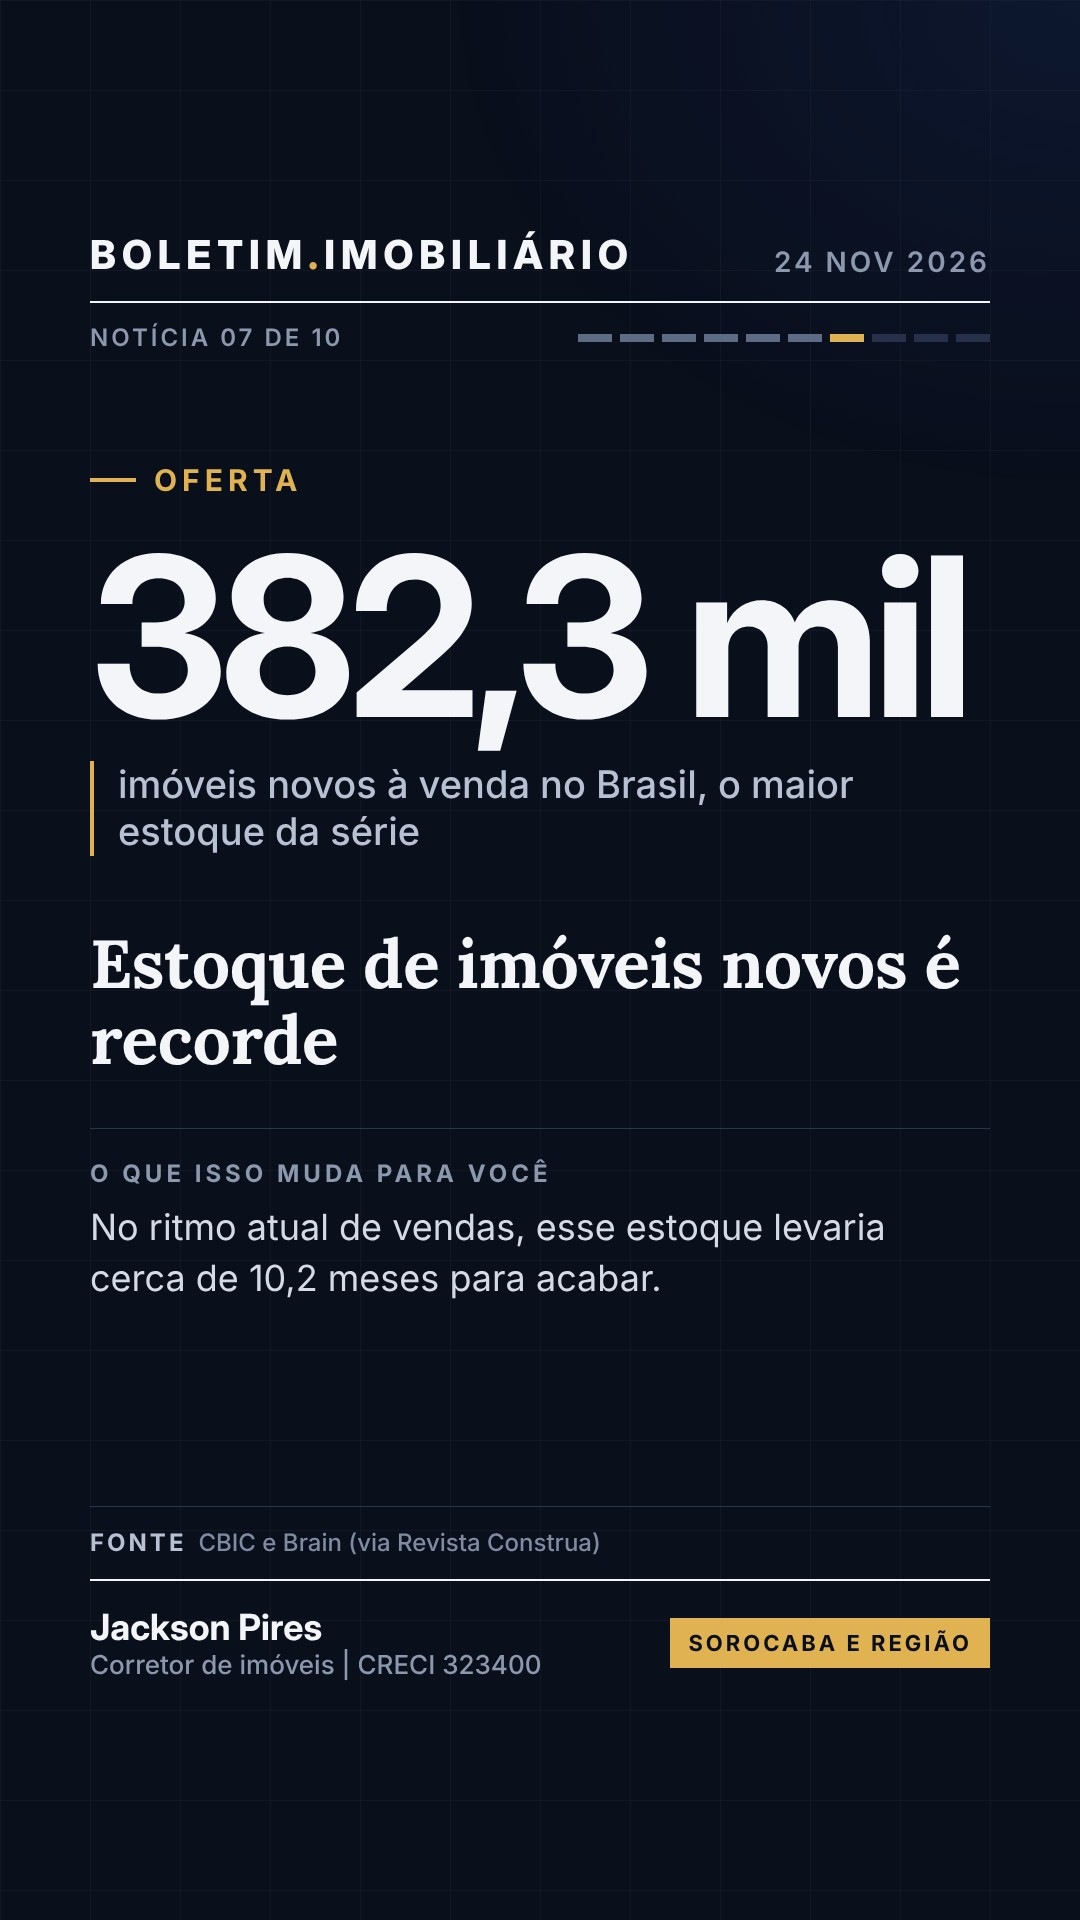 BOLETIM.IMOBILIÁRIO
24 NOV 2026
NOTÍCIA 07 DE 10
OFERTA
382,3 mil
imóveis novos à venda no Brasil, o maior
estoque da série
Estoque de imóveis novos é
recorde
O QUE ISSO MUDA PARA VOCÊ
No ritmo atual de vendas, esse estoque levaria
cerca de 10,2 meses para acabar.
FONTE CBIC e Brain (via Revista Construa)
Jackson Pires
Corretor de imóveis | CRECI 323400
SOROCABA E REGIÃO